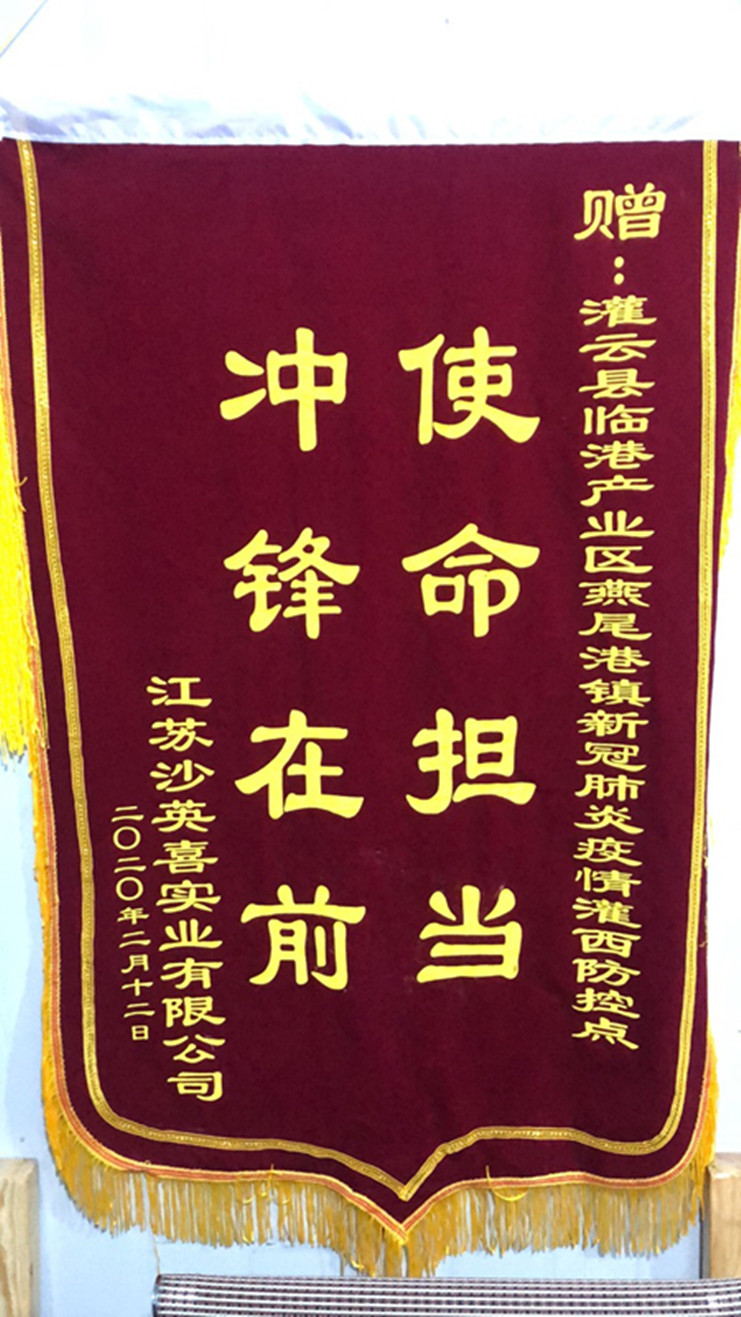 赠：灌云县临港产业区燕尾港镇新冠肺炎疫情灌西防控点
使命担当
冲锋在前
江苏沙英喜实业有限公司
二〇二〇年二月十二日